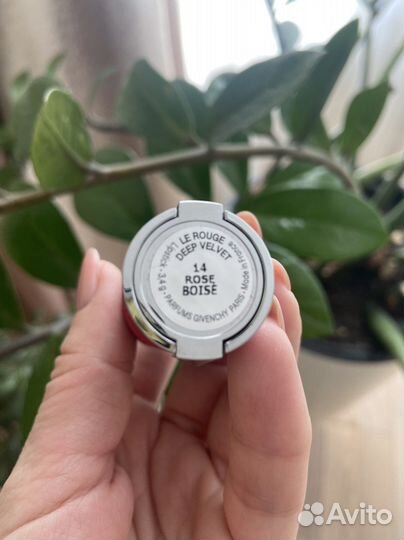 LE ROUGE
DEEP VELVET
14
ROSE
BOISÉ
Lipstick - 3,4 g - PARFUMS GIVENCHY PARIS - Made in France
Avito